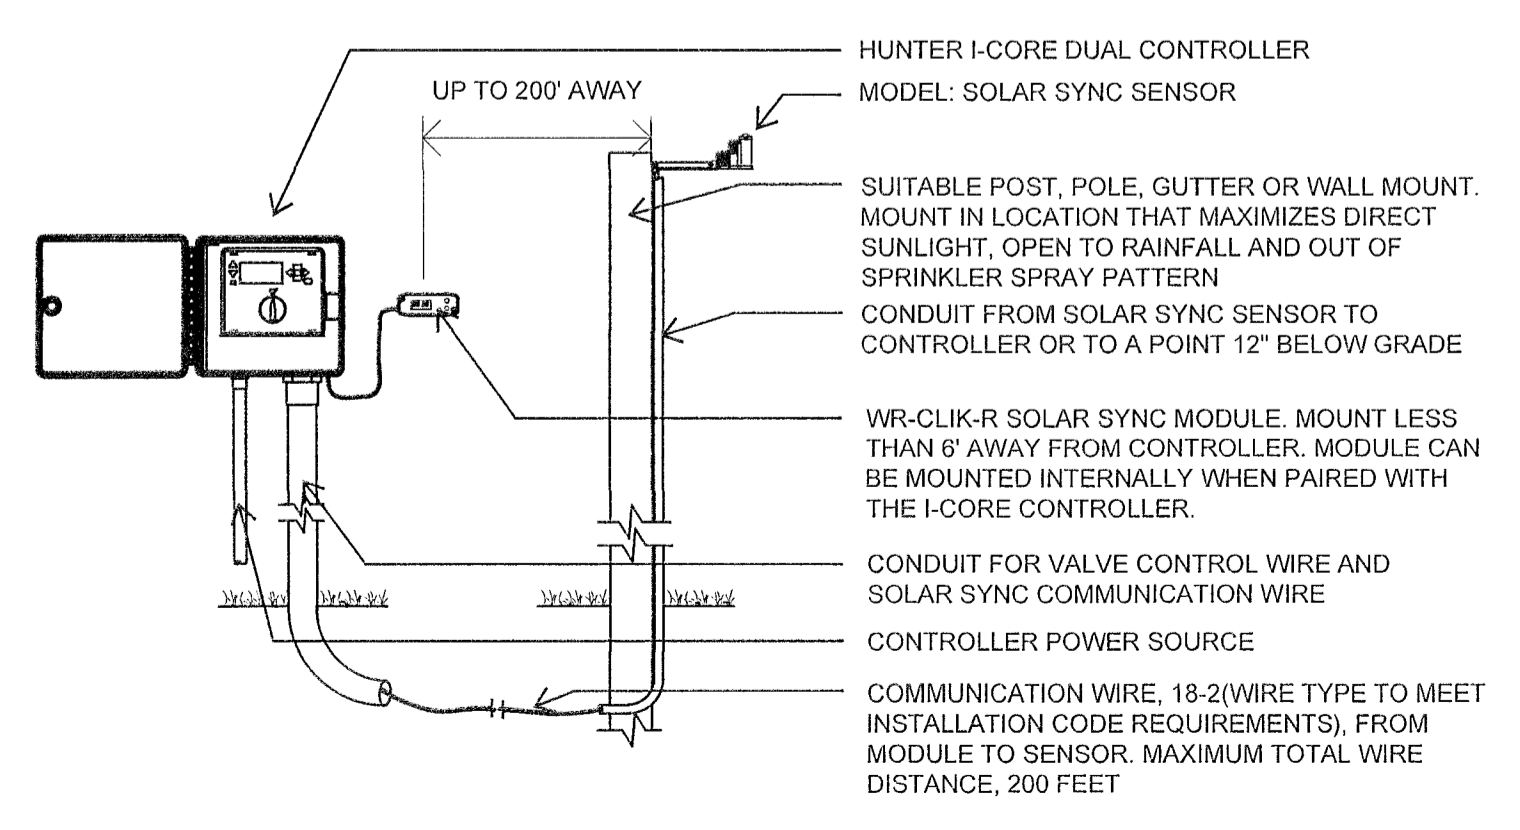 HUNTER I-CORE DUAL CONTROLLER
UP TO 200' AWAY
MODEL: SOLAR SYNC SENSOR
SUITABLE POST, POLE, GUTTER OR WALL MOUNT.
MOUNT IN LOCATION THAT MAXIMIZES DIRECT
SUNLIGHT, OPEN TO RAINFALL AND OUT OF
SPRINKLER SPRAY PATTERN
CONDUIT FROM SOLAR SYNC SENSOR TO
CONTROLLER OR TO A POINT 12" BELOW GRADE
WR-CLIK-R SOLAR SYNC MODULE. MOUNT LESS
THAN 6' AWAY FROM CONTROLLER. MODULE CAN
BE MOUNTED INTERNALLY WHEN PAIRED WITH
THE I-CORE CONTROLLER.
CONDUIT FOR VALVE CONTROL WIRE AND
SOLAR SYNC COMMUNICATION WIRE
CONTROLLER POWER SOURCE
COMMUNICATION WIRE, 18-2(WIRE TYPE TO MEET
INSTALLATION CODE REQUIREMENTS), FROM
MODULE TO SENSOR. MAXIMUM TOTAL WIRE
DISTANCE, 200 FEET